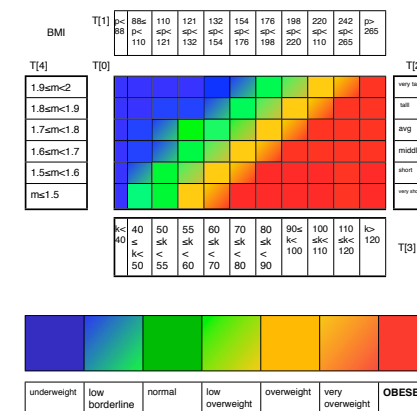 BMI
T[1]
p< 88
88≤ p< 110
110 ≤p< 121
121 ≤p< 132
132 ≤p< 154
154 ≤p< 176
176 ≤p< 198
198 ≤p< 220
220 ≤p< 110
242 ≤p< 265
p> 265
T[4]
T[0]
1.9≤m<2
very
1.8≤m<1.9
tall
1.7≤m<1.8
avg
1.6≤m<1.7
1.5≤m<1.6
short
m≤1.5
very
k< 40
40 ≤ k< 50
50 ≤k < 55
55 ≤k < 60
60 ≤k < 70
70 ≤k < 80
80 ≤k < 90
90≤ k< 100
100 ≤k< 110
110 ≤k< 120
k> 120
T[3]
underweight
low borderline
normal
low overweight
overweight
very overweight
OBESE